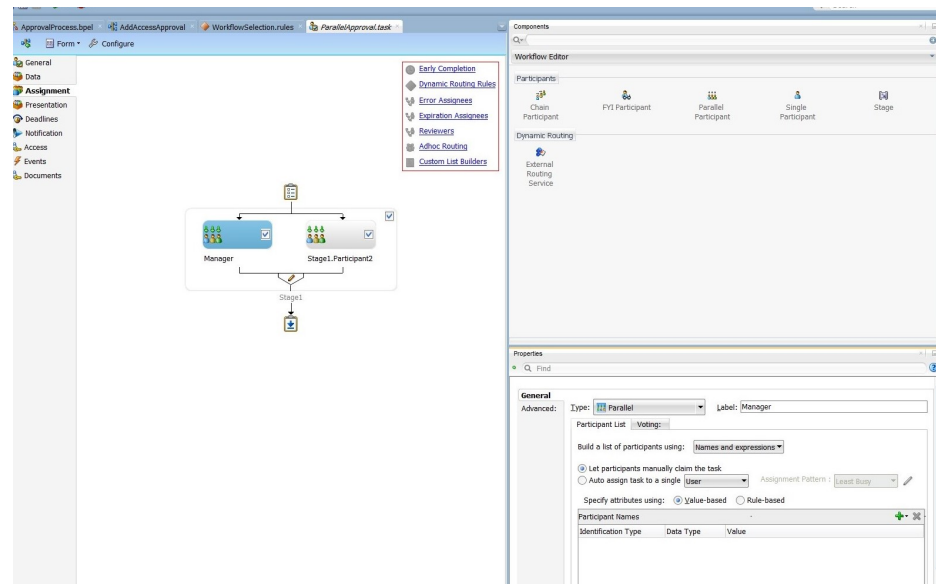 ApprovalProcess.bpel AddAccessApproval WorkflowSelection.rules ParallelApproval.task
Form Configure
General
Data
Assignment
Presentation
Deadlines
Notification
Access
Events
Documents
Early Completion
Dynamic Routing Rules
Error Assignees
Expiration Assignees
Reviewers
Adhoc Routing
Custom List Builders
Manager Stage1.Participant2
Stage1
Components
Workflow Editor
Participants
Chain Participant
FYI Participant
Parallel Participant
Single Participant
Stage
Dynamic Routing
External Routing Service
Properties
Find
General
Advanced:
Type: Parallel Label: Manager
Participant List Voting:
Build a list of participants using: Names and expressions
Let participants manually claim the task
Auto assign task to a single User Assignment Pattern : Least Busy
Specify attributes using: Value-based Rule-based
Participant Names
Identification Type Data Type Value